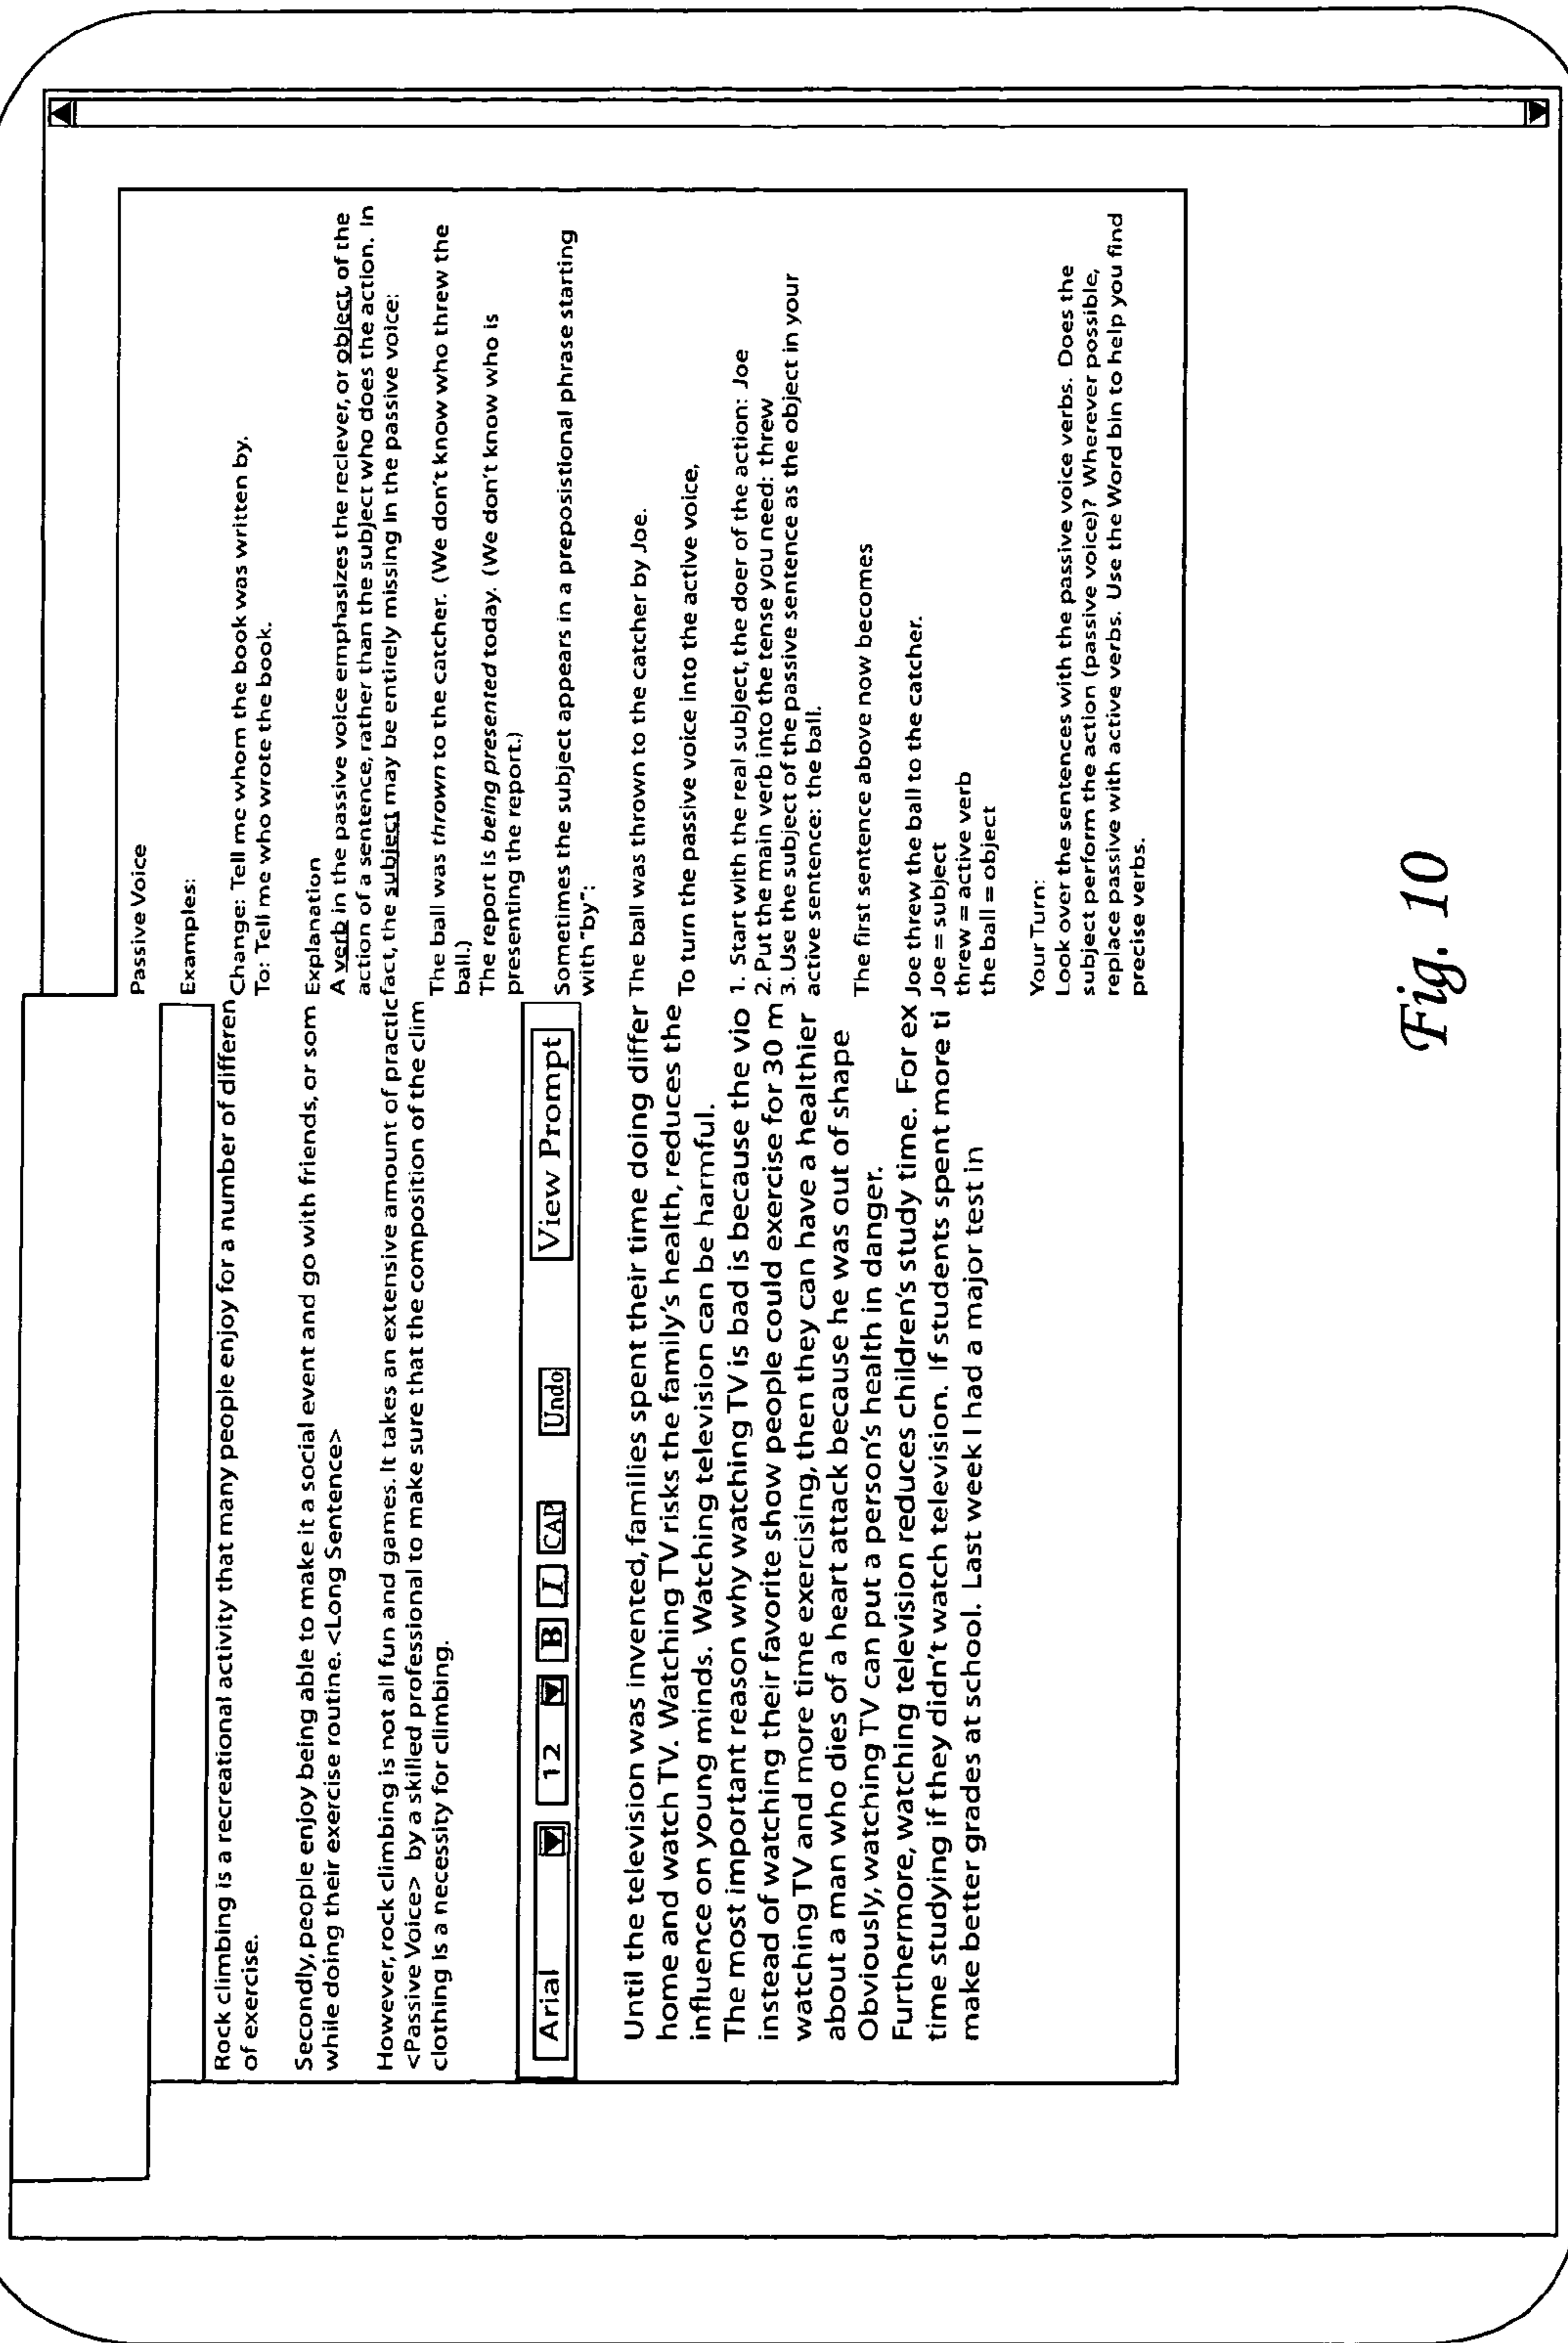 Rock climbing is a recreational activity that many people enjoy for a number of differen
of exercise.
Secondly, people enjoy being able to make it a social event and go with friends, or som
while doing their exercise routine. <Long Sentence>
However, rock climbing is not all fun and games. It takes an extensive amount of practic
<Passive Voice> by a skilled professional to make sure that the composition of the clim
clothing is a necessity for climbing.
Arial 12 B I CAP Undo View Prompt
Until the television was invented, families spent their time doing differ
home and watch TV. Watching TV risks the family's health, reduces the
influence on young minds. Watching television can be harmful.
The most important reason why watching TV is bad is because the vio
instead of watching their favorite show people could exercise for 30 m
watching TV and more time exercising, then they can have a healthier
about a man who dies of a heart attack because he was out of shape
Obviously, watching TV can put a person's health in danger.
Furthermore, watching television reduces children's study time. For ex
time studying if they didn't watch television. If students spent more ti
make better grades at school. Last week I had a major test in
Passive Voice
Examples:
Change: Tell me whom the book was written by.
To: Tell me who wrote the book.
Explanation
A verb in the passive voice emphasizes the reciever, or object, of the
action of a sentence, rather than the subject who does the action. In
fact, the subject may be entirely missing in the passive voice:
The ball was thrown to the catcher. (We don't know who threw the
ball.)
The report is being presented today. (We don't know who is
presenting the report.)
Sometimes the subject appears in a preposistional phrase starting
with "by":
The ball was thrown to the catcher by Joe.
To turn the passive voice into the active voice,
1. Start with the real subject, the doer of the action: Joe
2. Put the main verb into the tense you need: threw
3. Use the subject of the passive sentence as the object in your
active sentence: the ball.
The first sentence above now becomes
Joe threw the ball to the catcher.
Joe = subject
threw = active verb
the ball = object
Your Turn:
Look over the sentences with the passive voice verbs. Does the
subject perform the action (passive voice)? Wherever possible,
replace passive with active verbs. Use the Word bin to help you find
precise verbs.
Fig. 10